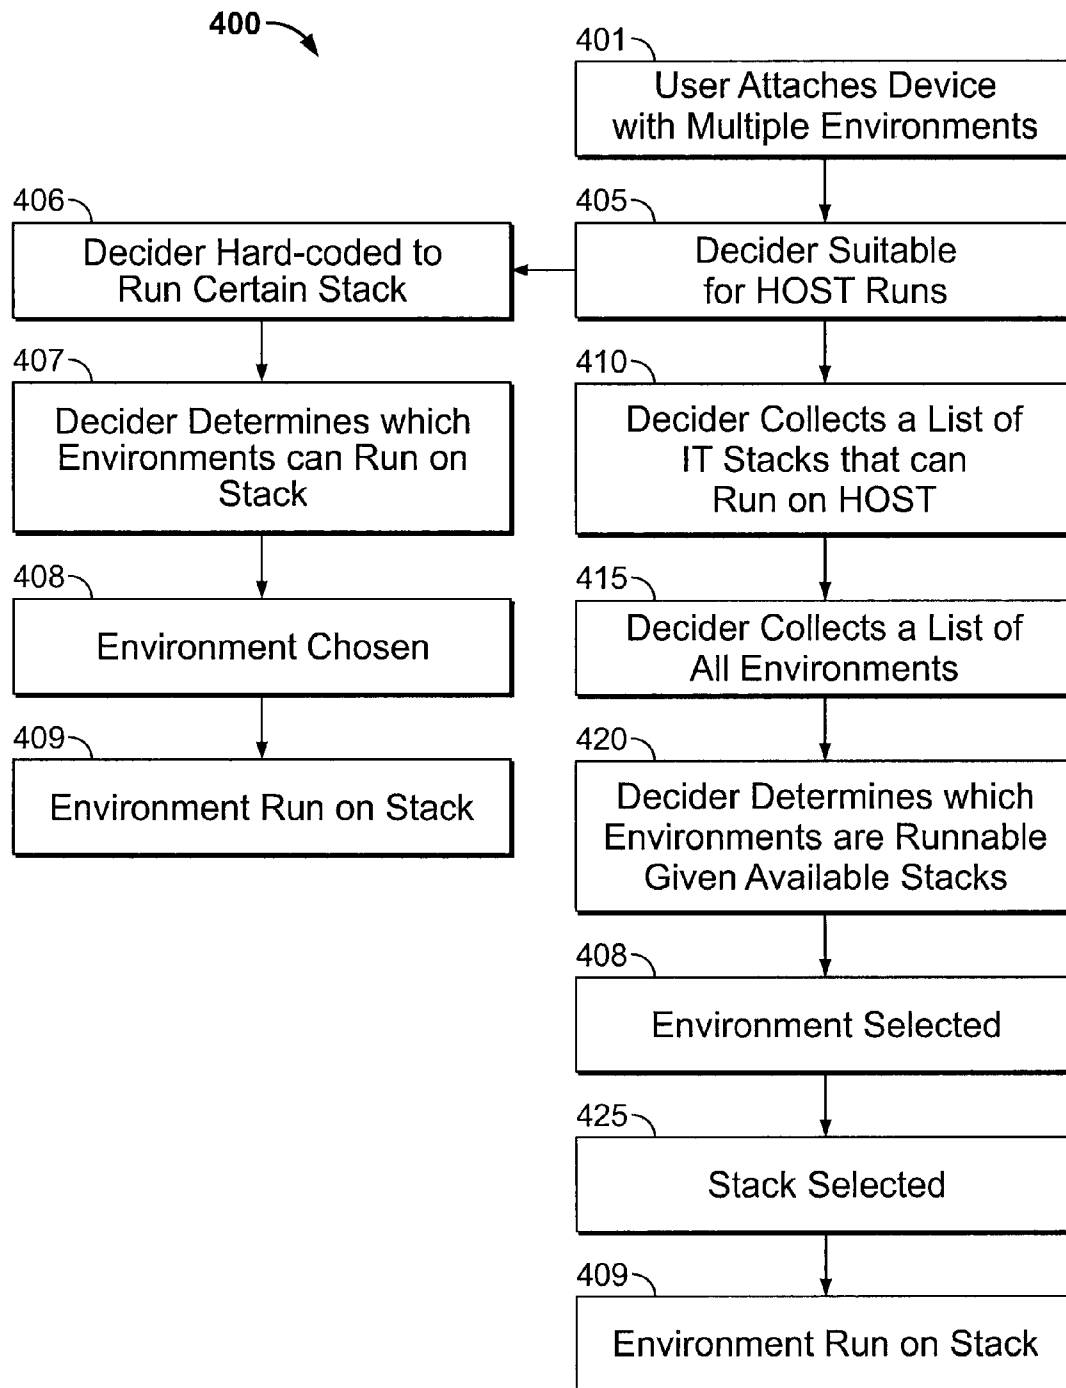 400
401
User Attaches Device
with Multiple Environments
405
Decider Suitable
for HOST Runs
406
Decider Hard-coded to
Run Certain Stack
407
Decider Determines which
Environments can Run on
Stack
408
Environment Chosen
409
Environment Run on Stack
410
Decider Collects a List of
IT Stacks that can
Run on HOST
415
Decider Collects a List of
All Environments
420
Decider Determines which
Environments are Runnable
Given Available Stacks
408
Environment Selected
425
Stack Selected
409
Environment Run on Stack